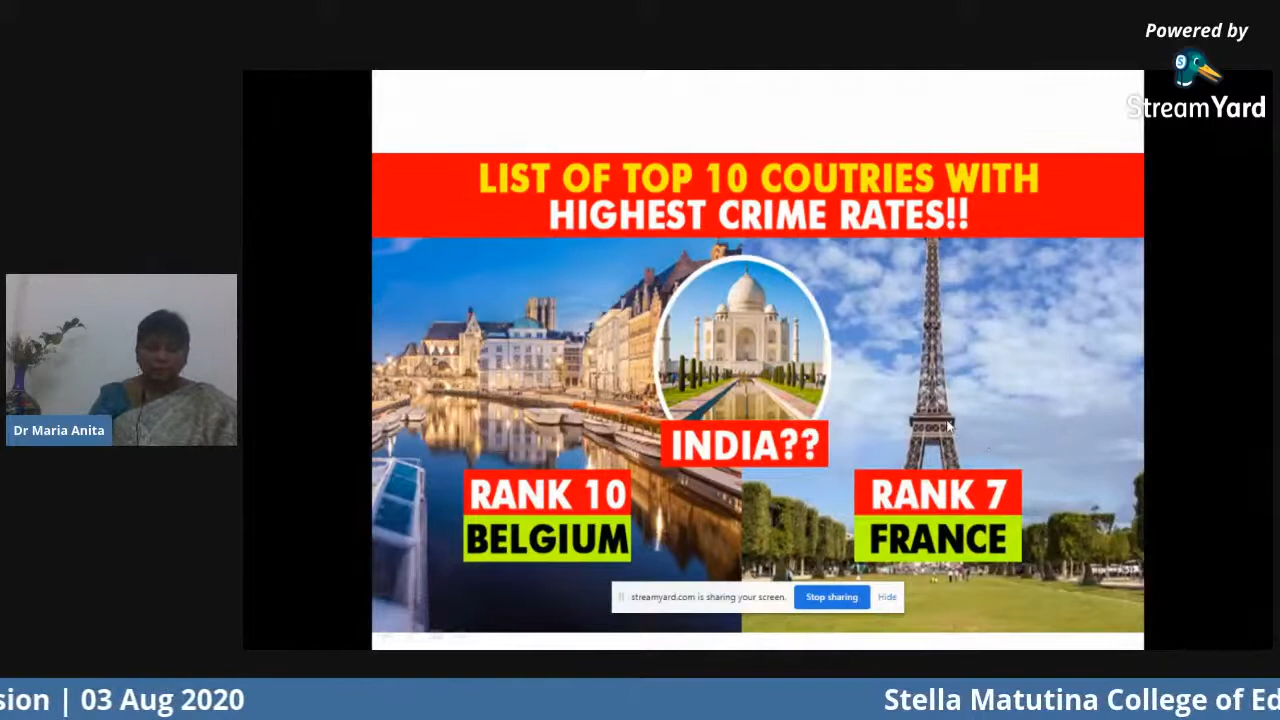 Powered by
S
StreamYard
LIST OF TOP 10 COUTRIES WITH
HIGHEST CRIME RATES!!
INDIA??
RANK 10
BELGIUM
RANK 7
FRANCE
Dr Maria Anita
streamyard.com is sharing your screen.
Stop sharing
Hide
sion | 03 Aug 2020
Stella Matutina College of Ed